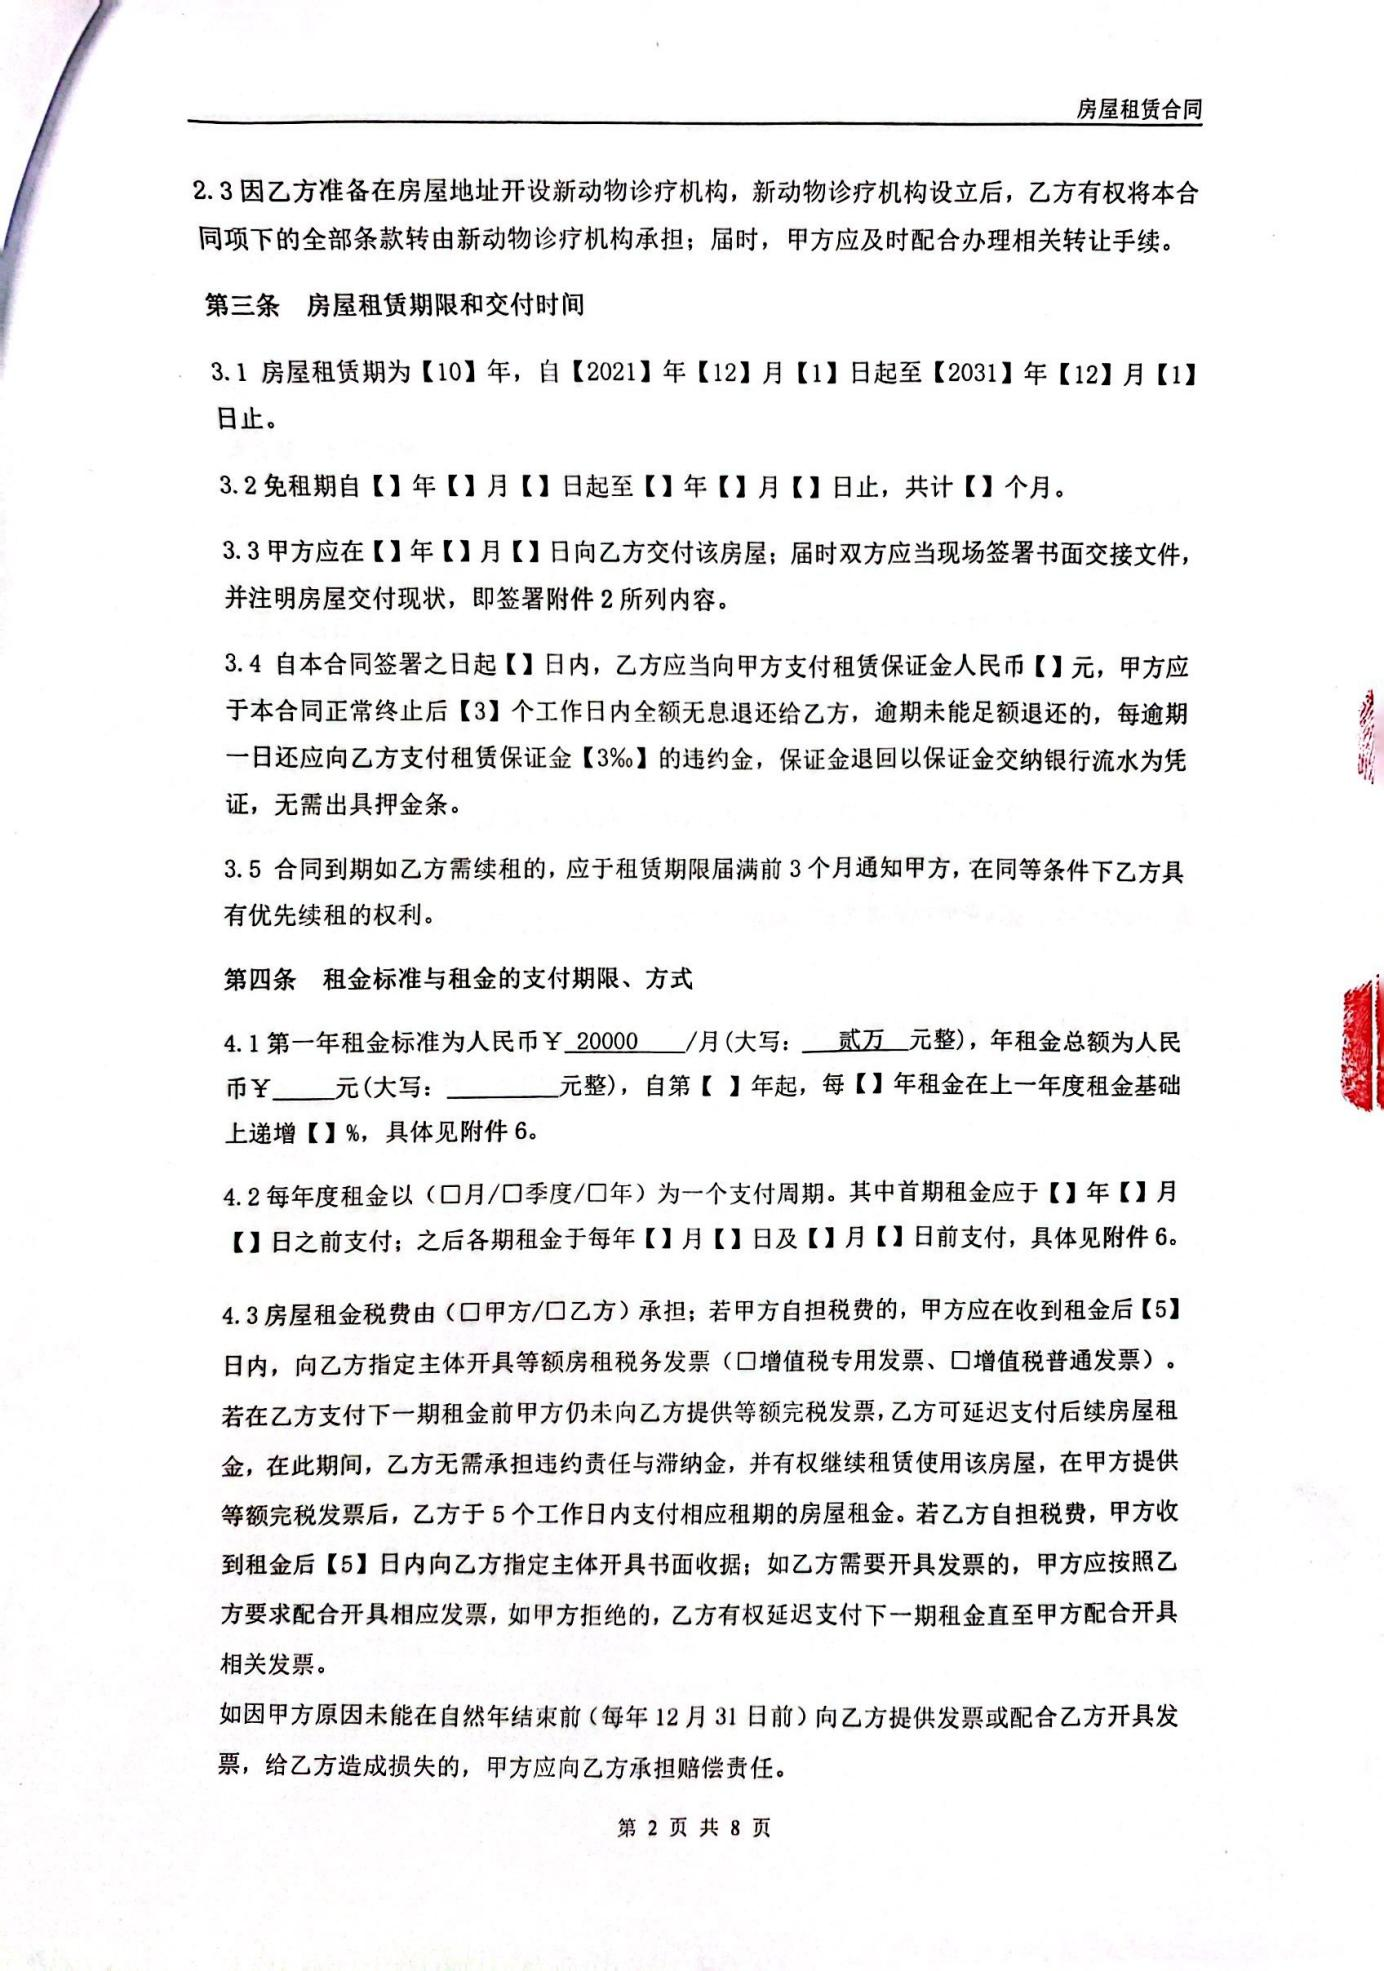 房屋租赁合同
2.3因乙方准备在房屋地址开设新动物诊疗机构，新动物诊疗机构设立后，乙方有权将本合
同项下的全部条款转由新动物诊疗机构承担；届时，甲方应及时配合办理相关转让手续。
第三条 房屋租赁期限和交付时间
3.1 房屋租赁期为【10】年，自【2021】年【12】月【1】日起至【2031】年【12】月【1】
日止。
3.2免租期自【】年【】月【】日起至【】年【】月【】日止，共计【】个月。
3.3甲方应在【】年【】月【】日向乙方交付该房屋；届时双方应当现场签署书面交接文件，
并注明房屋交付现状，即签署附件2所列内容。
3.4 自本合同签署之日起【】日内，乙方应当向甲方支付租赁保证金人民币【】元，甲方应
于本合同正常终止后【3】个工作日内全额无息退还给乙方，逾期未能足额退还的，每逾期
一日还应向乙方支付租赁保证金【3‰】的违约金，保证金退回以保证金交纳银行流水为凭
证，无需出具押金条。
3.5 合同到期如乙方需续租的，应于租赁期限届满前3个月通知甲方，在同等条件下乙方具
有优先续租的权利。
第四条 租金标准与租金的支付期限、方式
4.1第一年租金标准为人民币￥ 20000 /月(大写： 贰万 元整)，年租金总额为人民
币￥____元(大写：________元整)，自第【 】年起，每【】年租金在上一年度租金基础
上递增【】%，具体见附件6。
4.2每年度租金以（□月/□季度/□年）为一个支付周期。其中首期租金应于【】年【】月
【】日之前支付；之后各期租金于每年【】月【】日及【】月【】日前支付，具体见附件6。
4.3房屋租金税费由（□甲方/□乙方）承担；若甲方自担税费的，甲方应在收到租金后【5】
日内，向乙方指定主体开具等额房租税务发票（□增值税专用发票、□增值税普通发票）。
若在乙方支付下一期租金前甲方仍未向乙方提供等额完税发票，乙方可延迟支付后续房屋租
金，在此期间，乙方无需承担违约责任与滞纳金，并有权继续租赁使用该房屋，在甲方提供
等额完税发票后，乙方于5个工作日内支付相应租期的房屋租金。若乙方自担税费，甲方收
到租金后【5】日内向乙方指定主体开具书面收据；如乙方需要开具发票的，甲方应按照乙
方要求配合开具相应发票，如甲方拒绝的，乙方有权延迟支付下一期租金直至甲方配合开具
相关发票。
如因甲方原因未能在自然年结束前（每年12月31日前）向乙方提供发票或配合乙方开具发
票，给乙方造成损失的，甲方应向乙方承担赔偿责任。
第 2 页 共 8 页